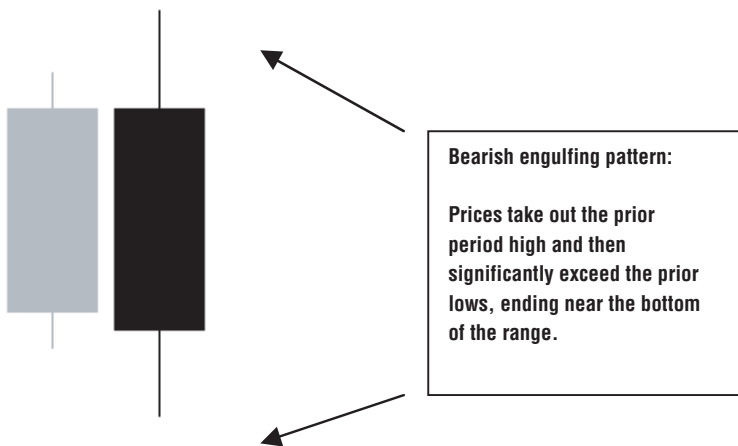 Bearish engulfing pattern:
Prices take out the prior
period high and then
significantly exceed the prior
lows, ending near the bottom
of the range.